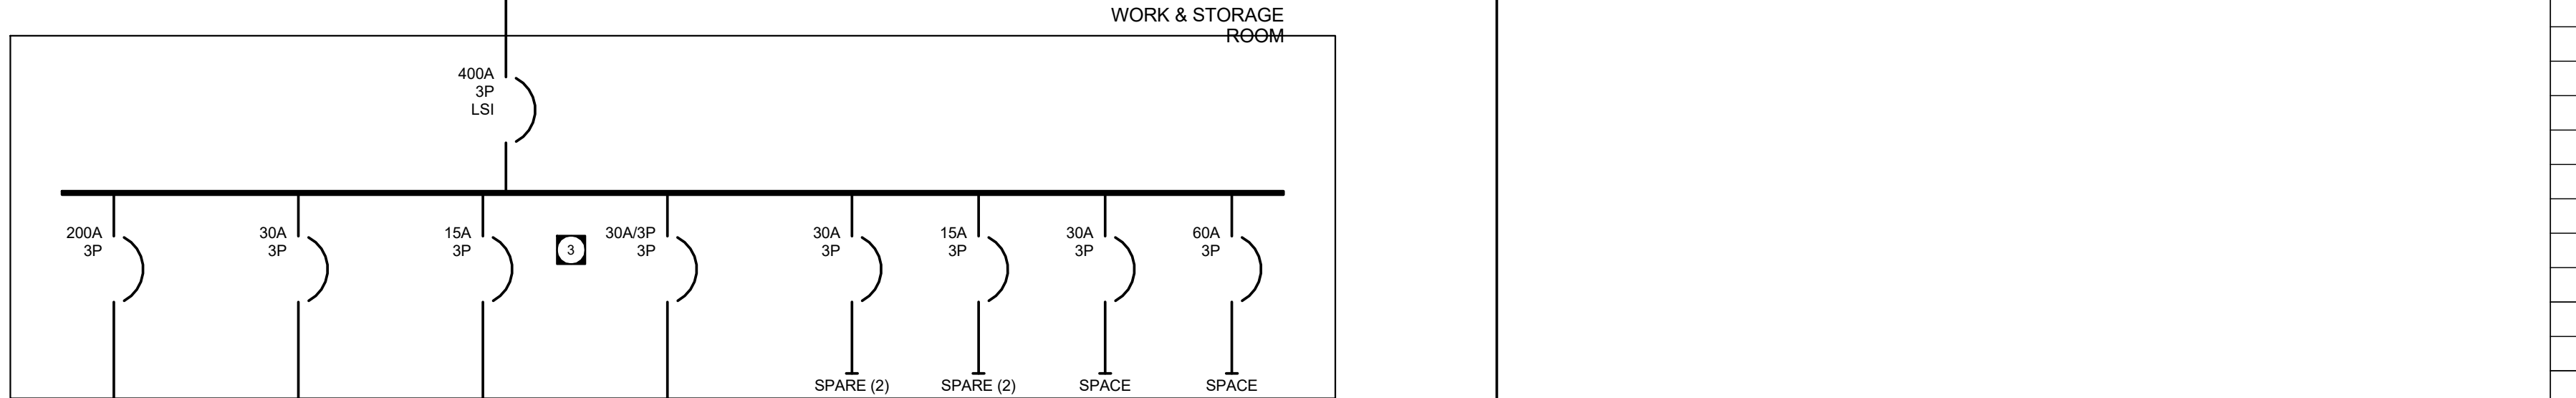 WORK & STORAGE
ROOM
400A
3P
LSI
200A
3P
30A
3P
15A
3P
3
30A/3P
3P
30A
3P
15A
3P
30A
3P
60A
3P
SPARE (2)
SPARE (2)
SPACE
SPACE